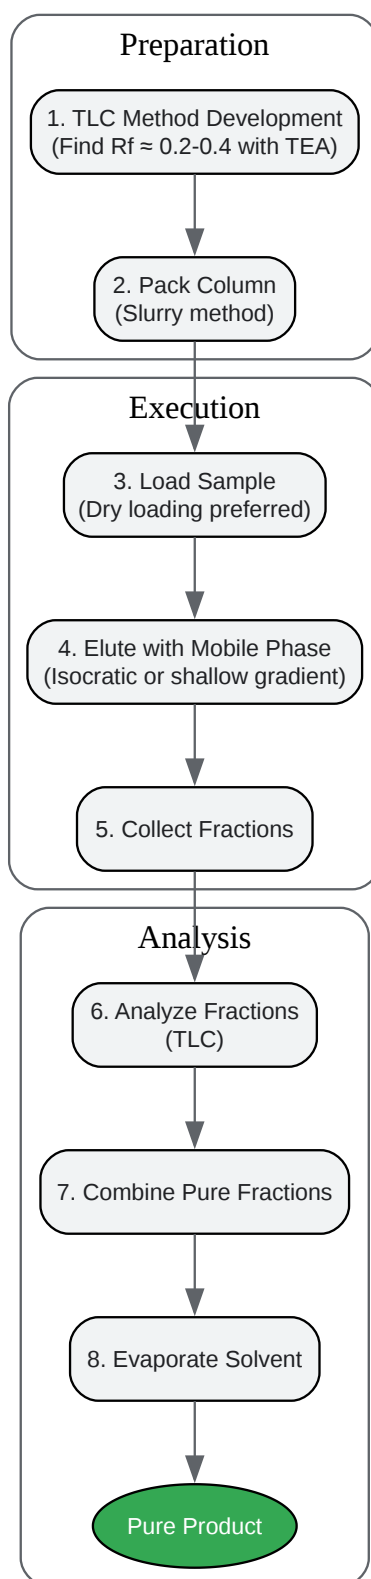 Preparation
1. TLC Method Development
(Find Rf ≈ 0.2-0.4 with TEA)
2. Pack Column
(Slurry method)
Execution
3. Load Sample
(Dry loading preferred)
4. Elute with Mobile Phase
(Isocratic or shallow gradient)
5. Collect Fractions
Analysis
6. Analyze Fractions
(TLC)
7. Combine Pure Fractions
8. Evaporate Solvent
Pure Product